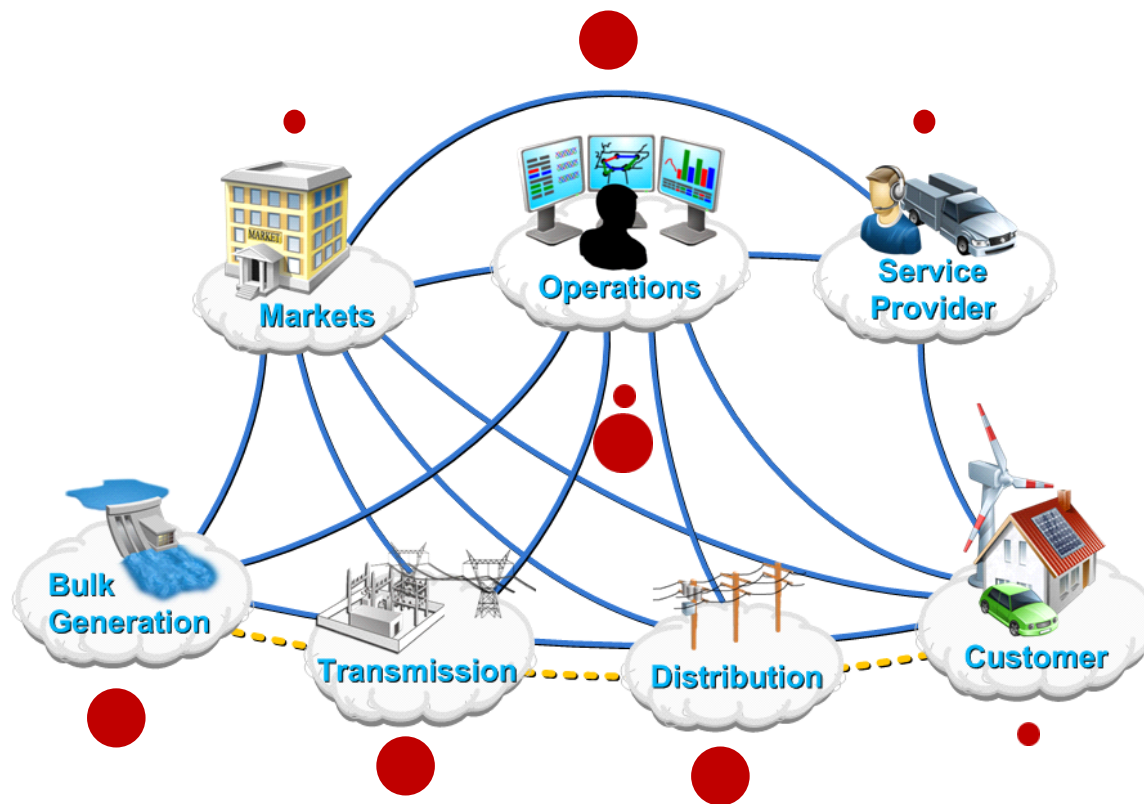 MARKET
Markets
Operations
Service
Provider
Bulk
Generation
Transmission
Distribution
Customer